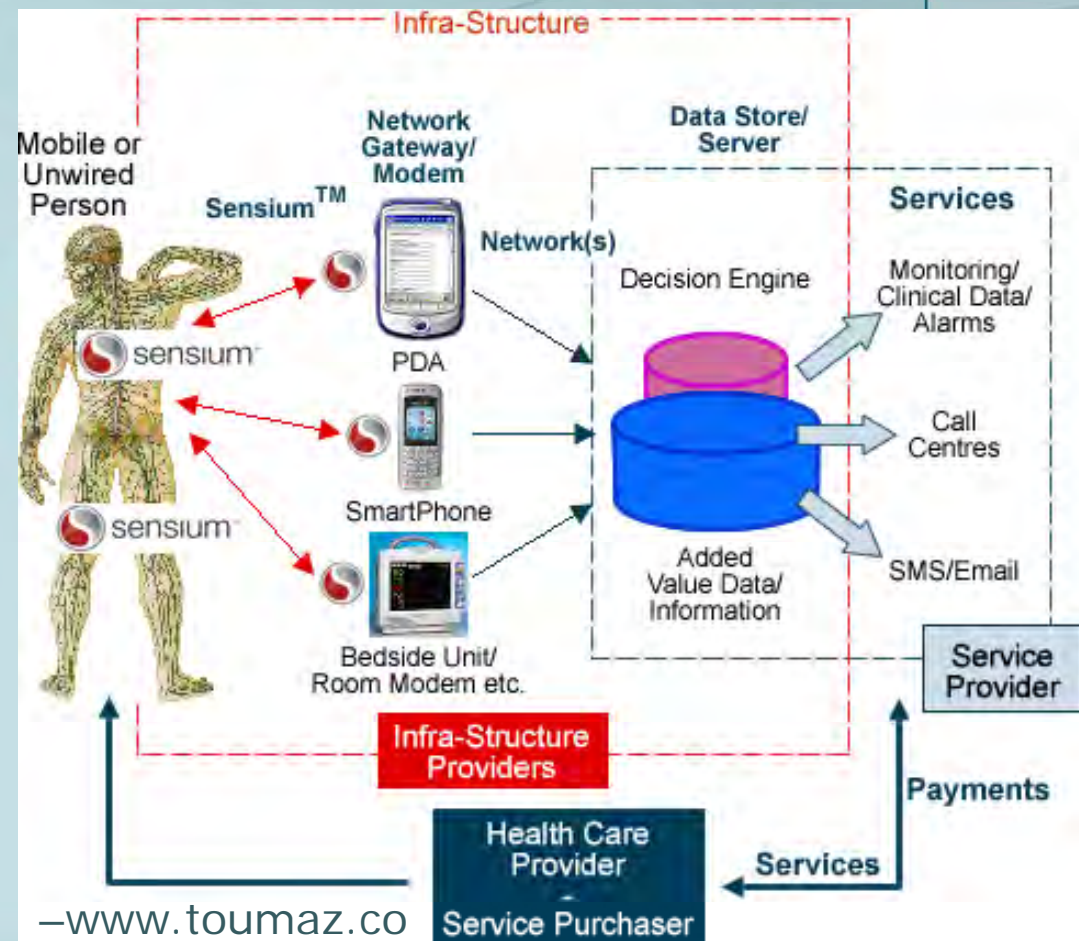 Infra-Structure
Mobile or
Unwired
Person
Sensium™
Network
Gateway/
Modem
Network(s)
Data Store/
Server
Services
sensium
sensium
PDA
SmartPhone
Bedside Unit/
Room Modem etc.
Decision Engine
Added
Value Data/
Information
Monitoring/
Clinical Data/
Alarms
Call
Centres
SMS/Email
Service
Provider
Infra-Structure
Providers
Payments
Health Care
Provider
Services
Service Purchaser
–www.toumaz.co